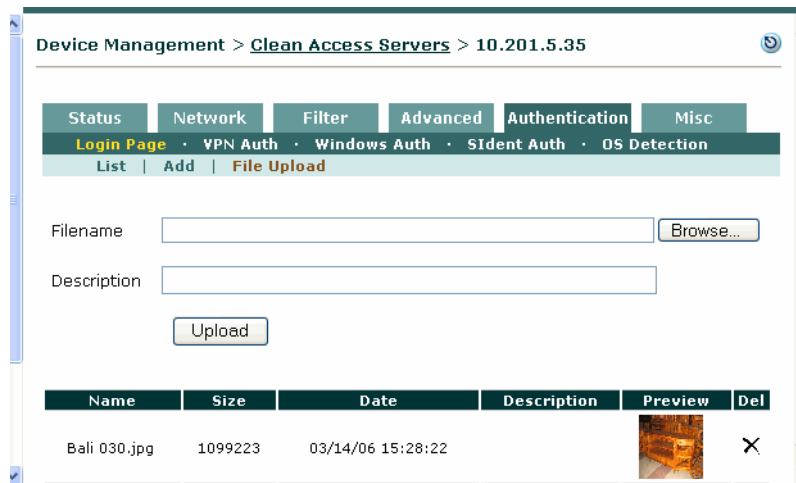 Device Management > Clean Access Servers > 10.201.5.35
Status Network Filter Advanced Authentication Misc
Login Page · VPN Auth · Windows Auth · SIdent Auth · OS Detection
List | Add | File Upload
Filename Browse...
Description
Upload
Name Size Date Description Preview Del
Bali 030.jpg 1099223 03/14/06 15:28:22